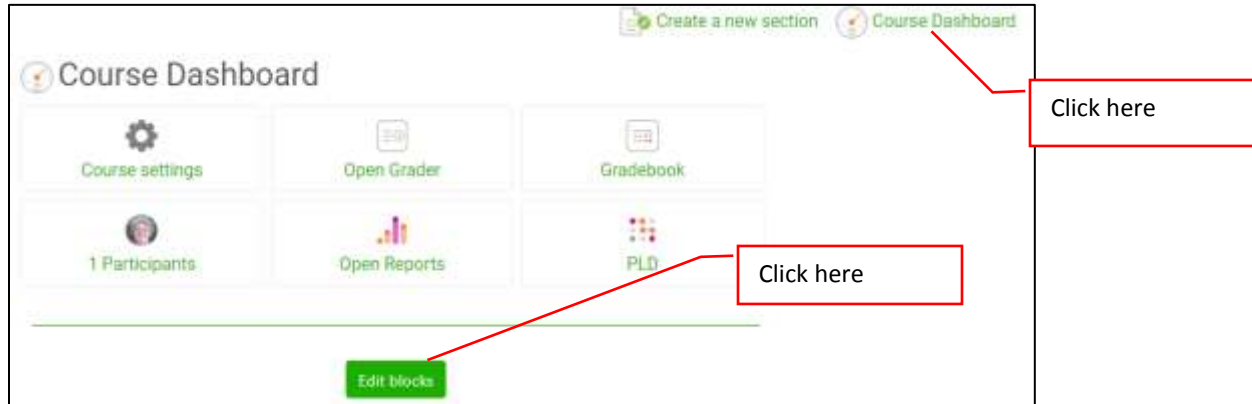 Create a new section Course Dashboard
Course Dashboard
Click here
Course settings Open Grader Gradebook
1 Participants Open Reports PLD
Click here
Edit blocks